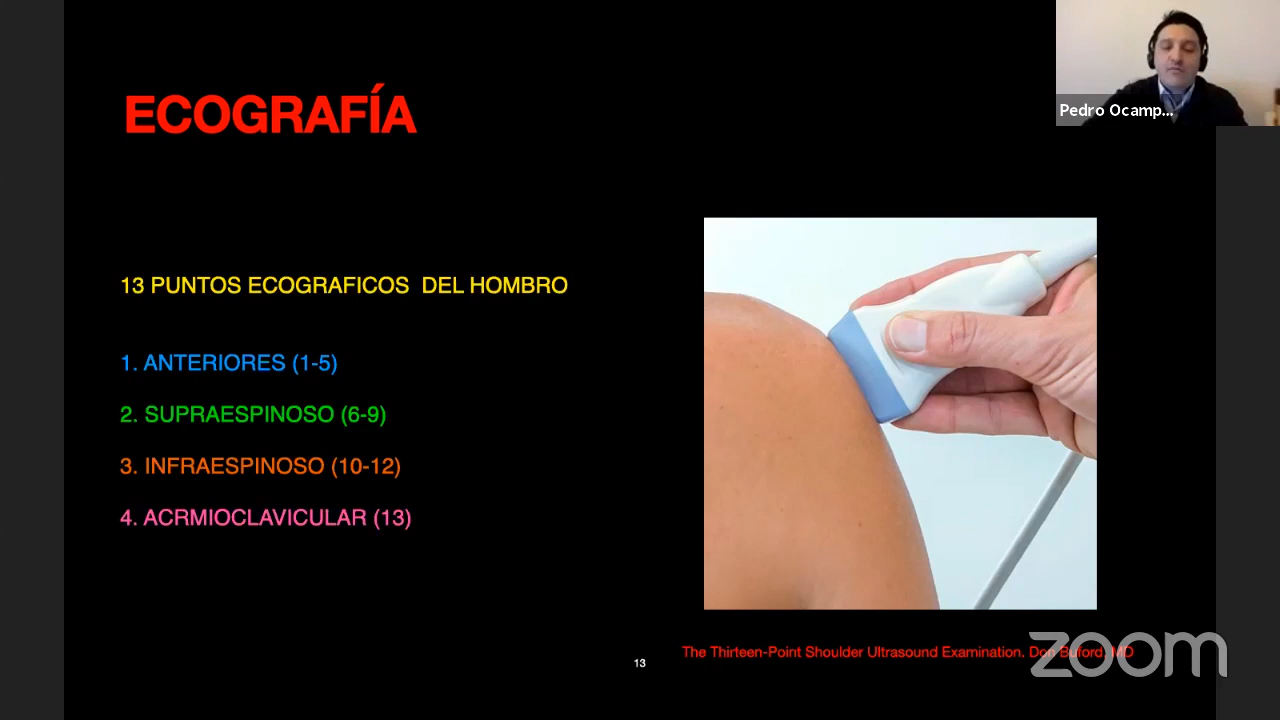 Pedro Ocamp...
ECOGRAFÍA
13 PUNTOS ECOGRAFICOS DEL HOMBRO
1. ANTERIORES (1-5)
2. SUPRAESPINOSO (6-9)
3. INFRAESPINOSO (10-12)
4. ACRMIOCLAVICULAR (13)
The Thirteen-Point Shoulder Ultrasound Examination. Don Buford, MD
13
zoom